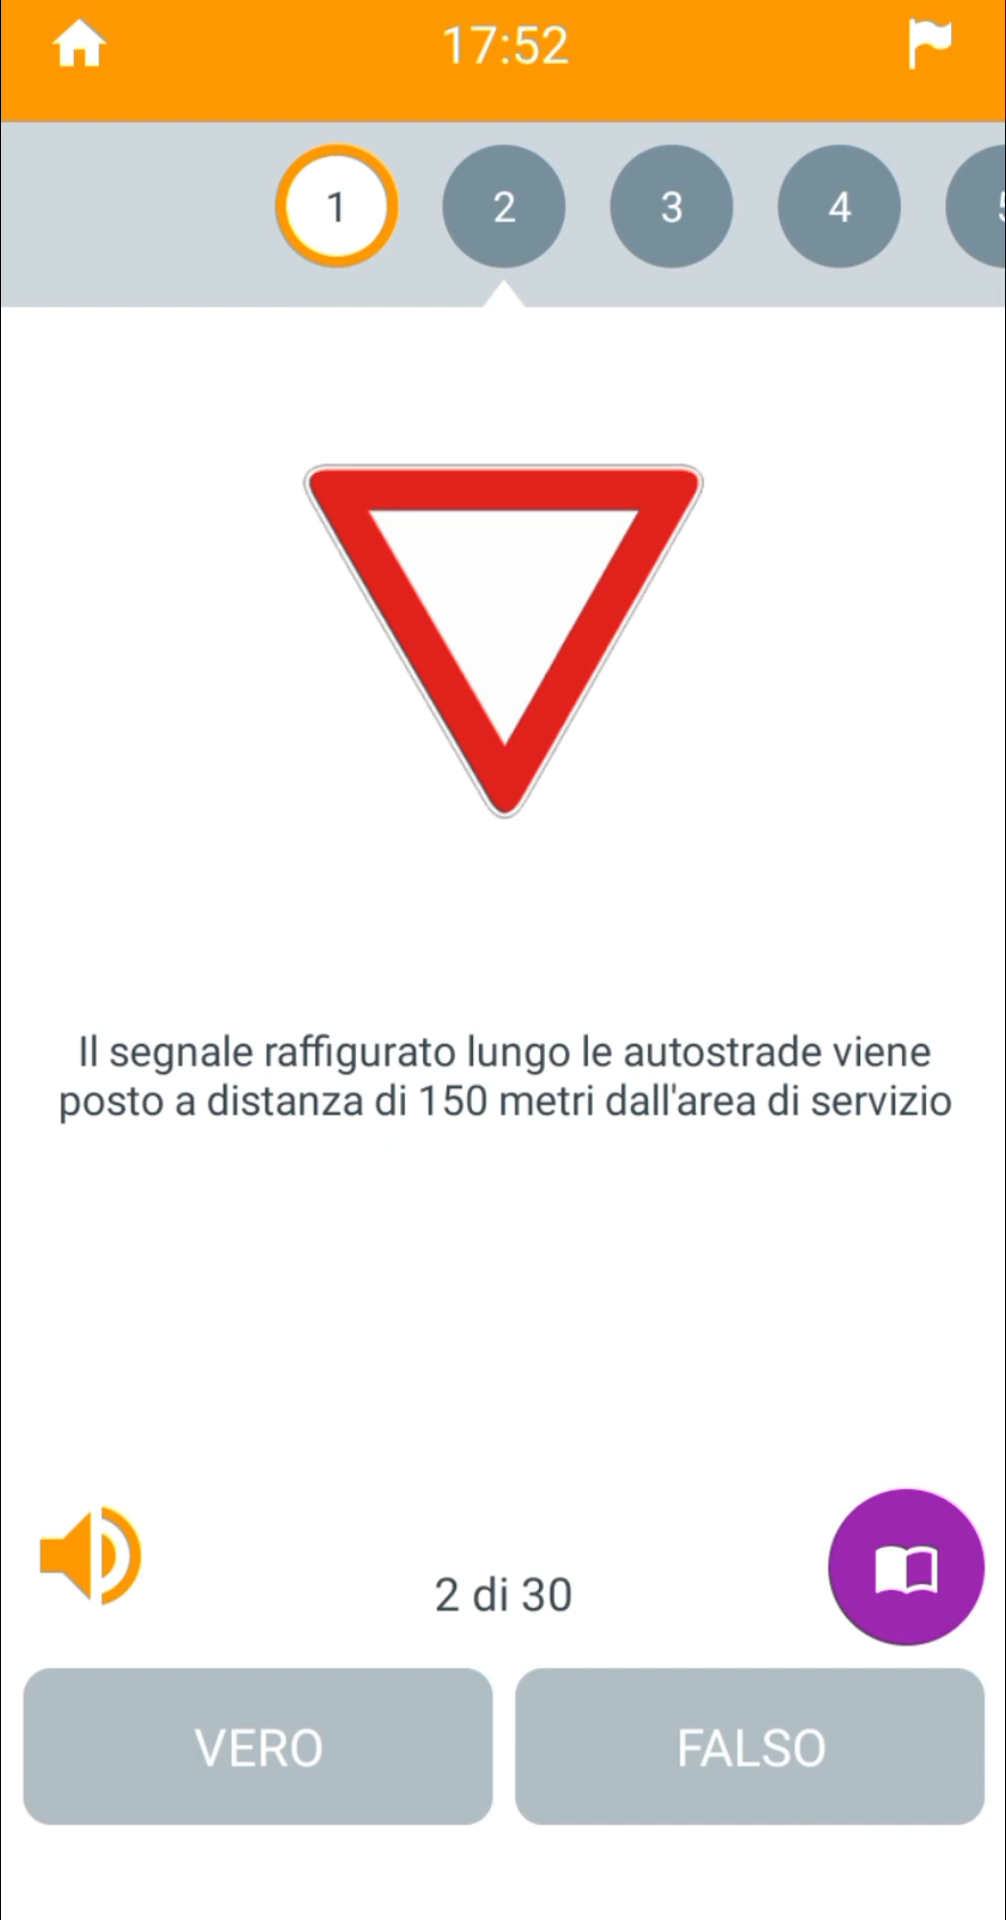 17:52
1 2 3 4
Il segnale raffigurato lungo le autostrade viene
posto a distanza di 150 metri dall'area di servizio
2 di 30
VERO FALSO